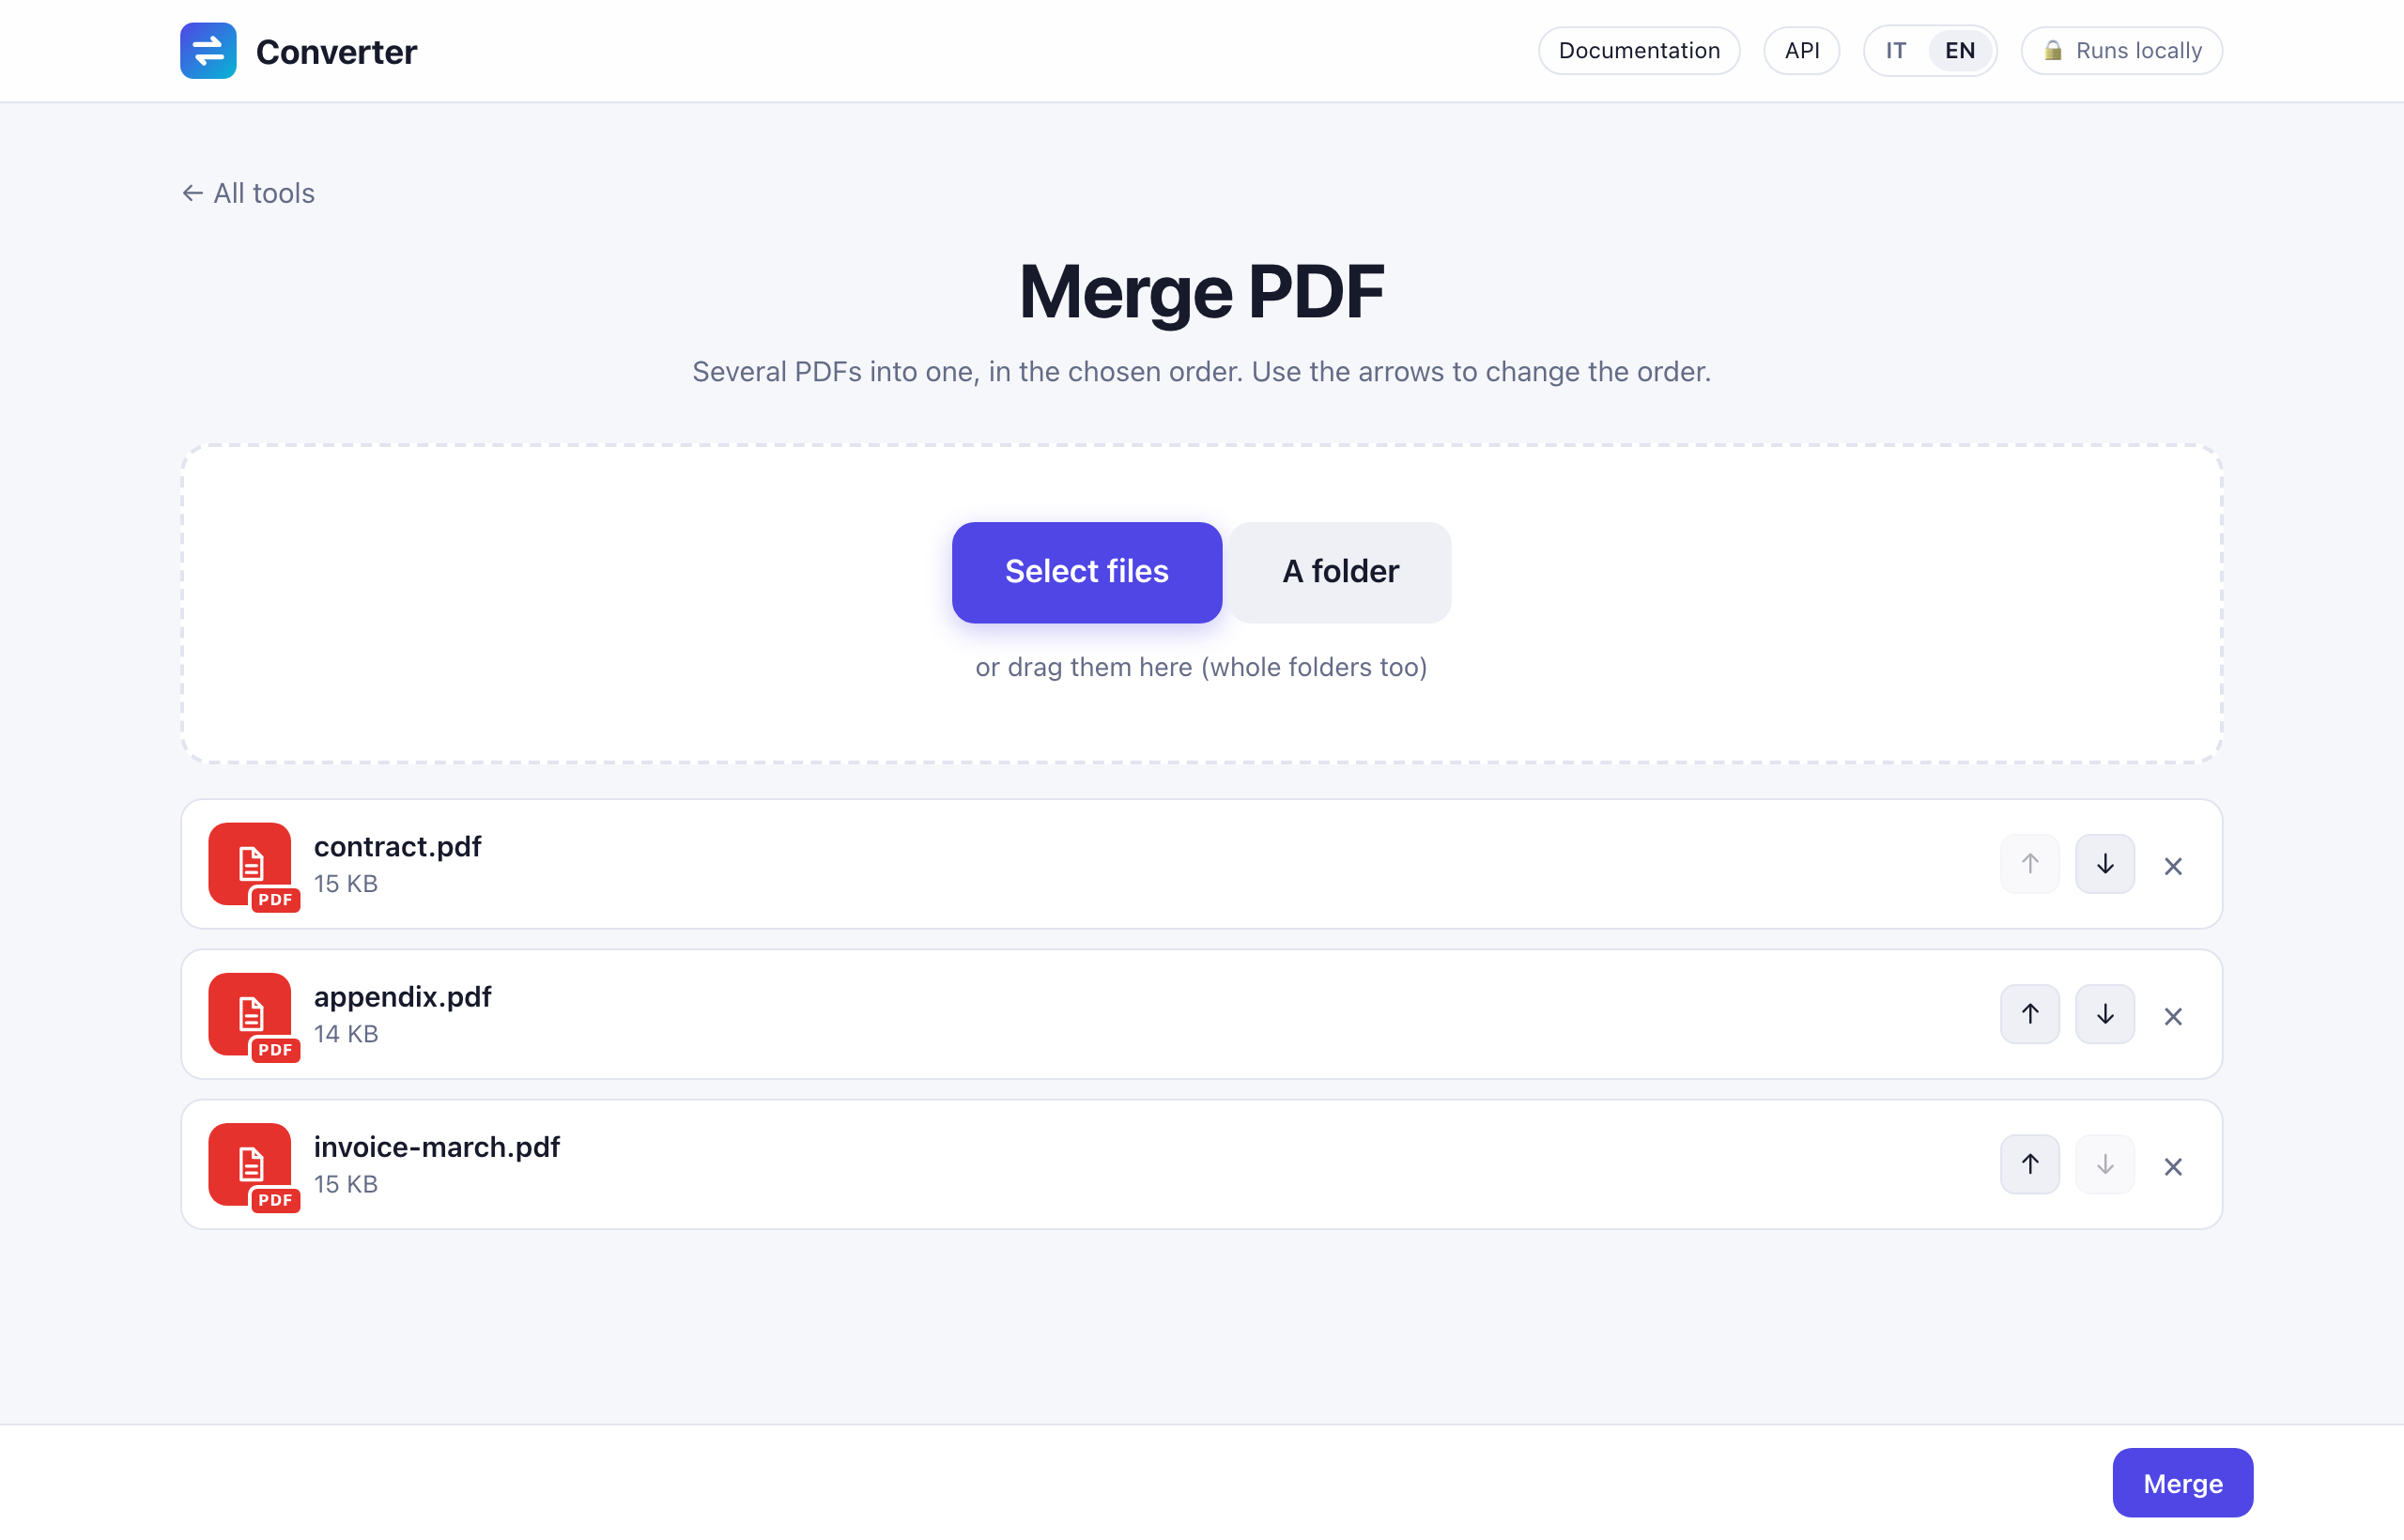 Converter
Documentation
API
IT
EN
Runs locally
← All tools
Merge PDF
Several PDFs into one, in the chosen order. Use the arrows to change the order.
Select files
A folder
or drag them here (whole folders too)
PDF
contract.pdf
15 KB
PDF
appendix.pdf
14 KB
PDF
invoice-march.pdf
15 KB
Merge